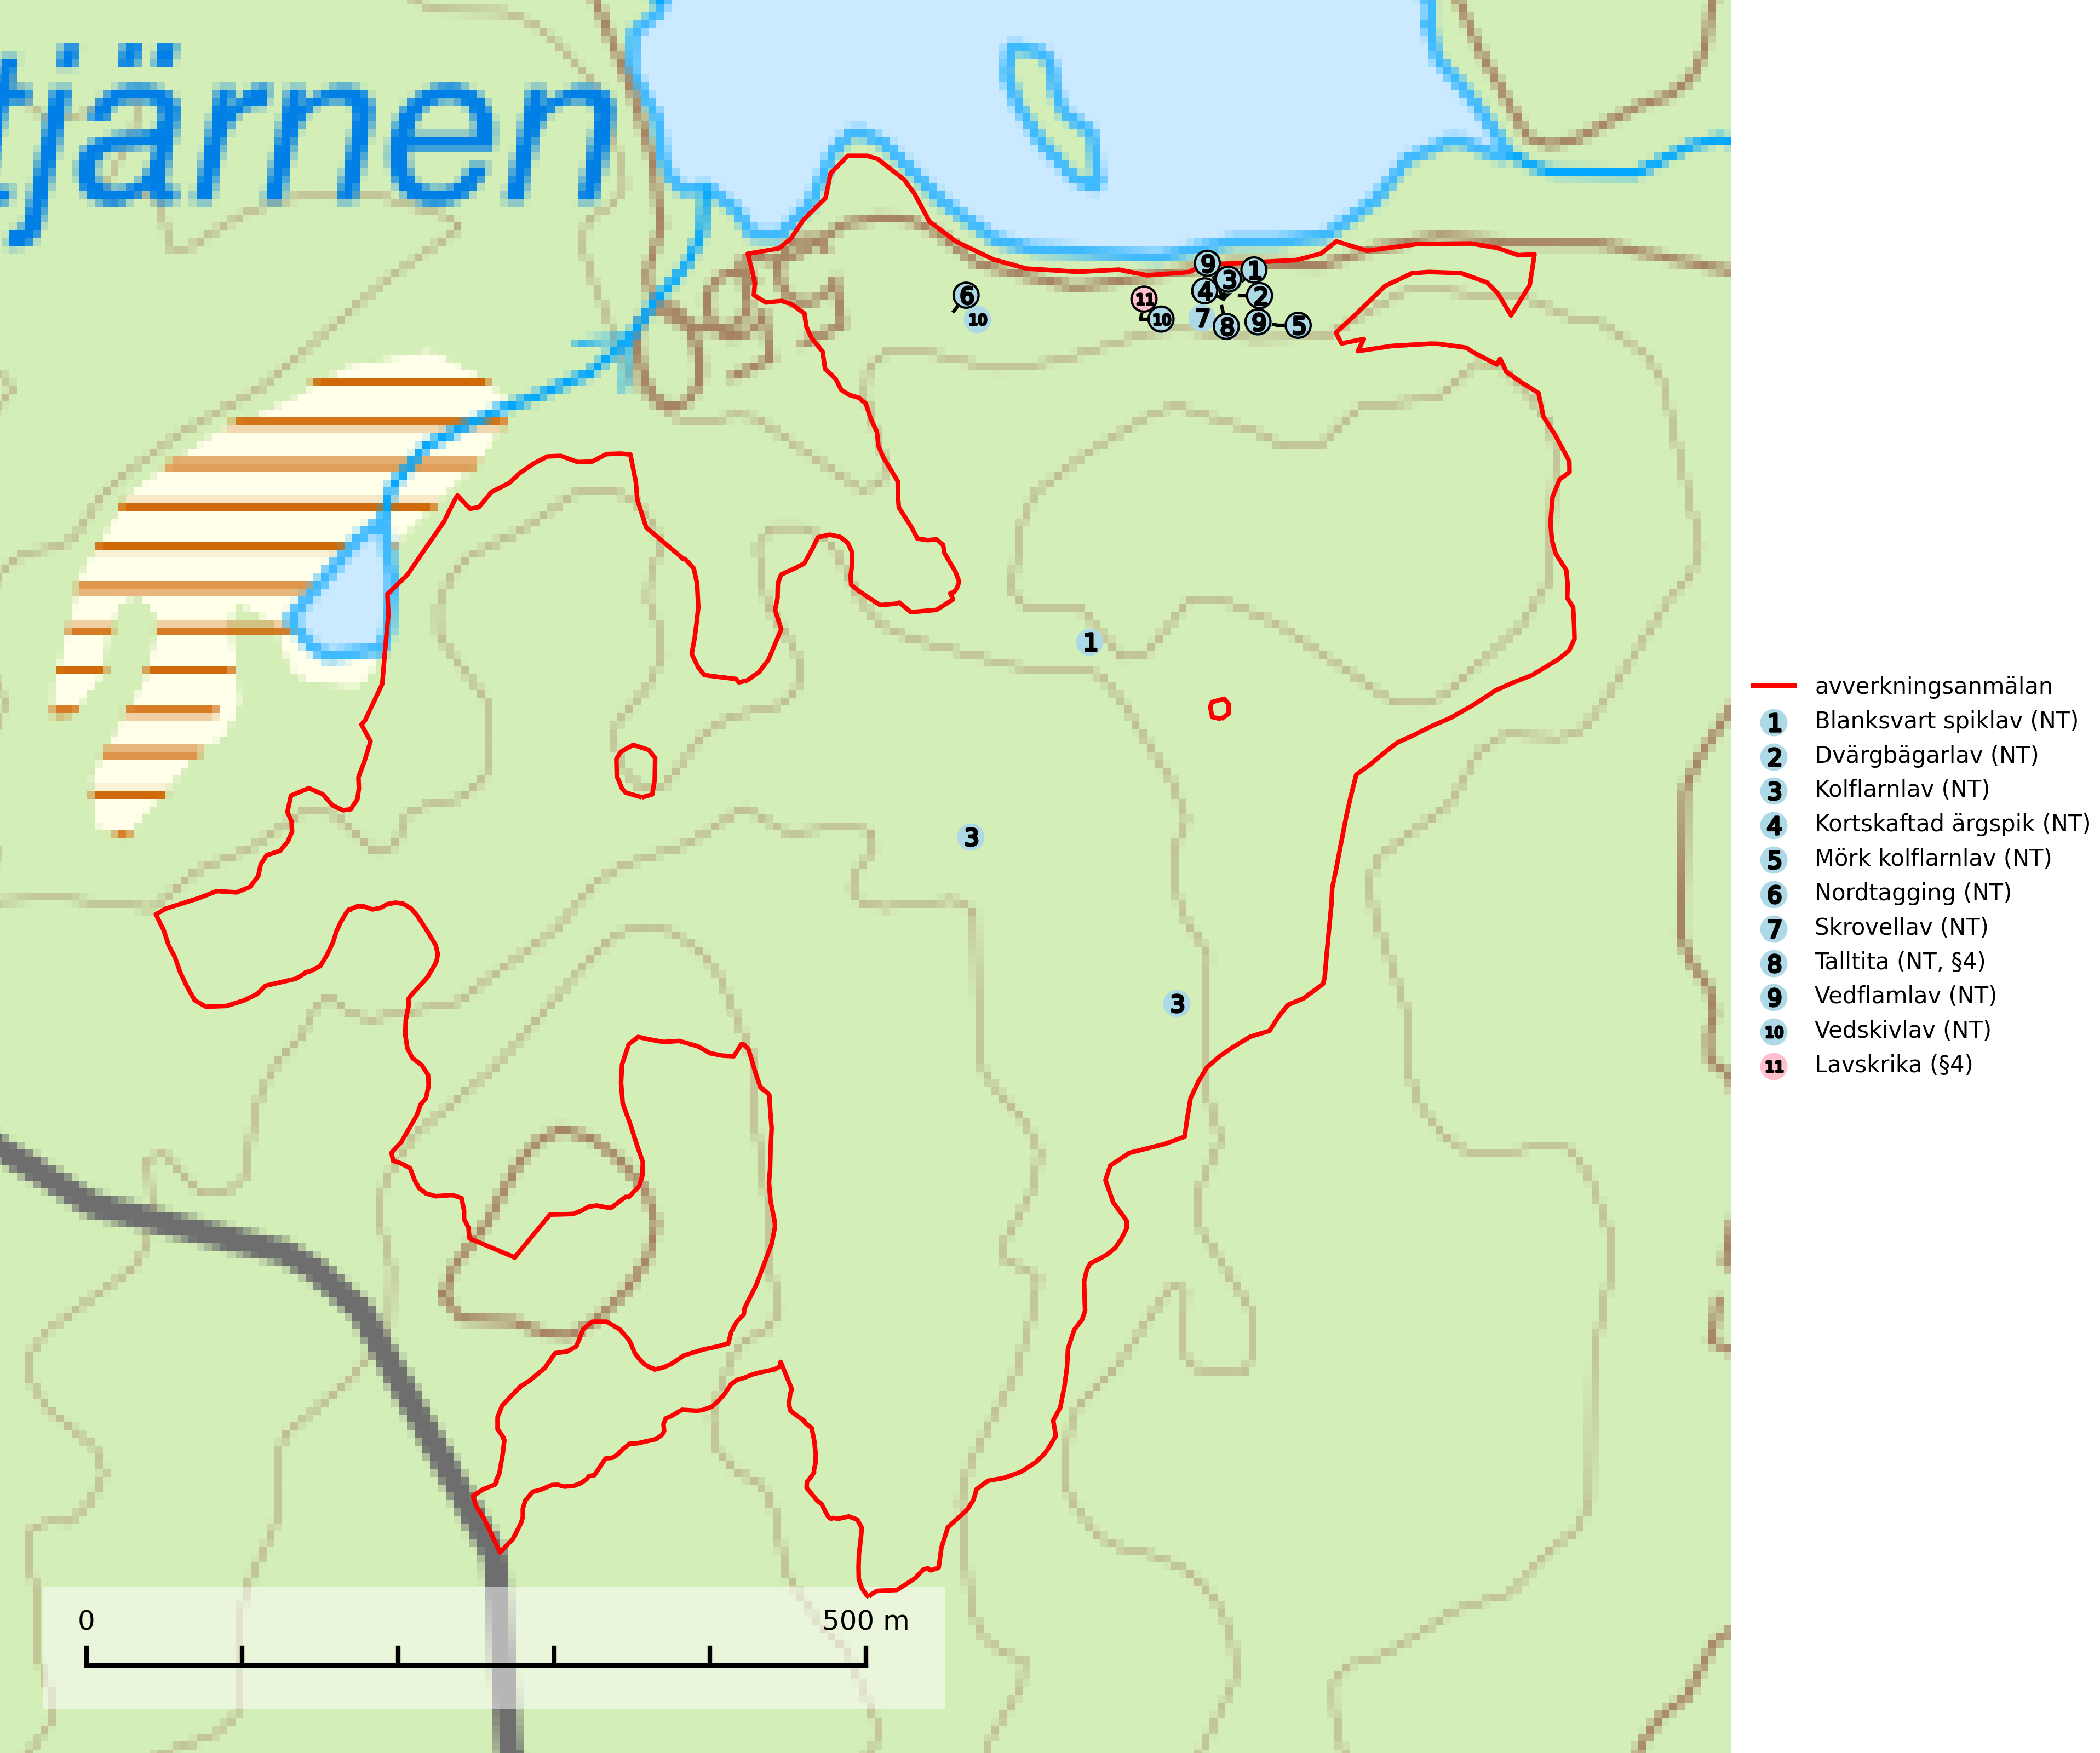 tjärnen
9
3
1
4
2
6
11
10
10
7
8
9
5
1
3
3
avverkningsanmälan
1 Blanksvart spiklav (NT)
2 Dvärgbägarlav (NT)
3 Kolflarnlav (NT)
4 Kortskaftad ärgspik (NT)
5 Mörk kolflarnlav (NT)
6 Nordtagging (NT)
7 Skrovellav (NT)
8 Talltita (NT, §4)
9 Vedflamlav (NT)
10 Vedskivlav (NT)
11 Lavskrika (§4)
0 500 m